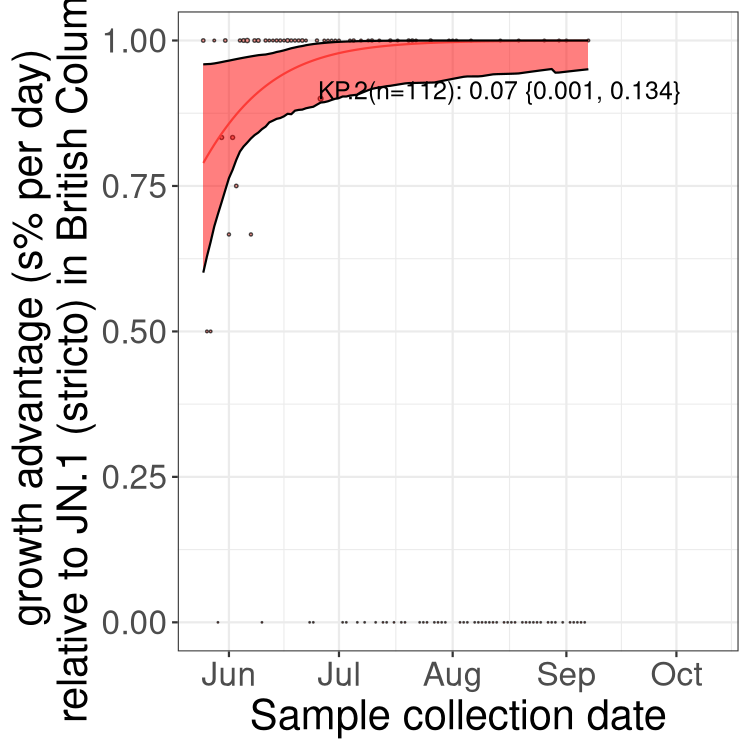 growth advantage (s% per day)
relative to JN.1 (stricto) in British Colum
1.00
0.75
0.50
0.25
0.00
KP.2(n=112): 0.07 {0.001, 0.134}
Jun Jul Aug Sep Oct
Sample collection date